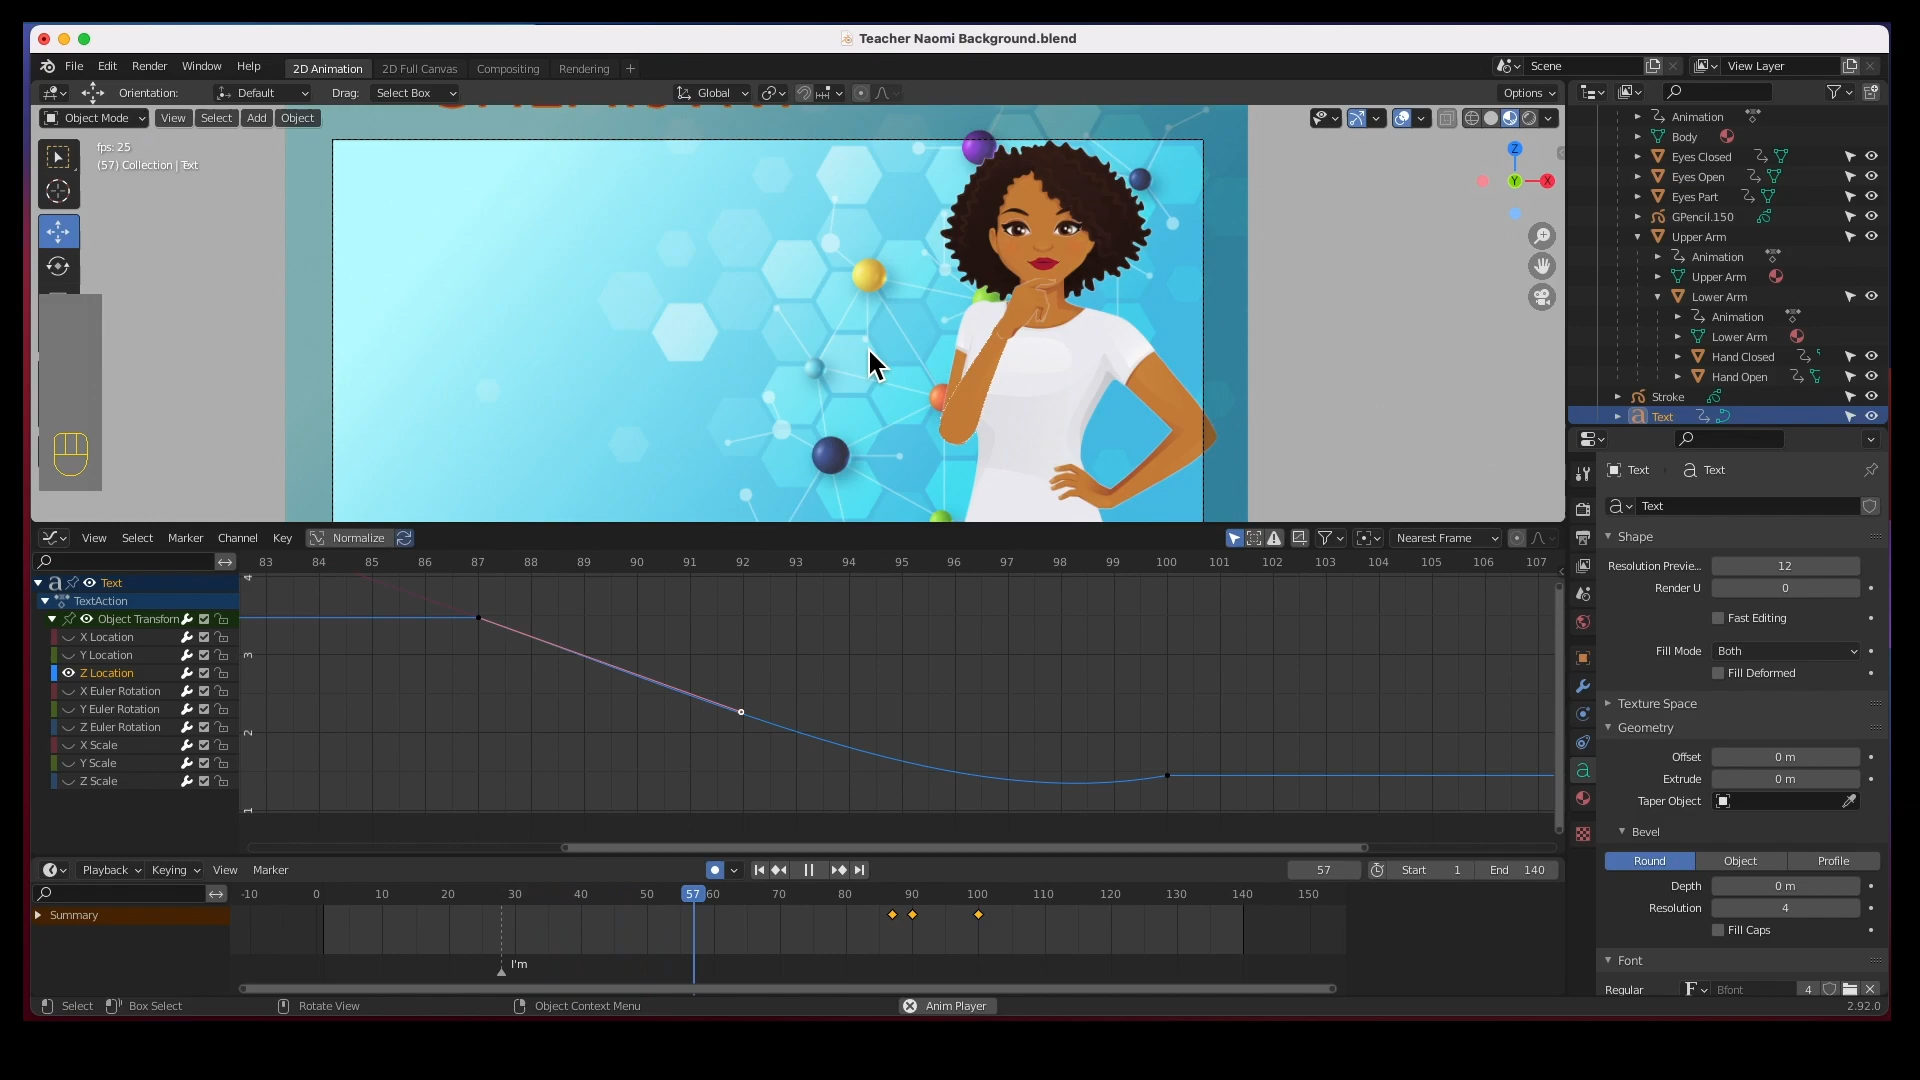 Teacher Naomi Background.blend
File Edit Render Window Help 2D Animation 2D Full Canvas Compositing Rendering + Scene View Layer
Orientation: Default Drag: Select Box Global Options
Object Mode View Select Add Object
fps: 25
(57) Collection | Text
Z
Y X
Animation
Body
Eyes Closed
Eyes Open
Eyes Part
GPencil.150
Upper Arm
Animation
Upper Arm
Lower Arm
Animation
Lower Arm
Hand Closed
Hand Open
Stroke
Text
View Select Marker Channel Key Normalize Nearest Frame
83 84 85 86 87 88 89 90 91 92 93 94 95 96 97 98 99 100 101 102 103 104 105 106 107
4
3
2
1
Text
TextAction
Object Transform
X Location
Y Location
Z Location
X Euler Rotation
Y Euler Rotation
Z Euler Rotation
X Scale
Y Scale
Z Scale
Text Text
Text
Shape
Resolution Previe... 12
Render U 0
Fast Editing
Fill Mode Both
Fill Deformed
Texture Space
Geometry
Offset 0 m
Extrude 0 m
Taper Object
Bevel
Round Object Profile
Depth 0 m
Resolution 4
Fill Caps
Font
Regular F Bfont 4
Playback Keying View Marker 57 Start 1 End 140
-10 0 10 20 30 40 50 57 60 70 80 90 100 110 120 130 140 150
Summary
I'm
Select Box Select Rotate View Object Context Menu Anim Player 2.92.0